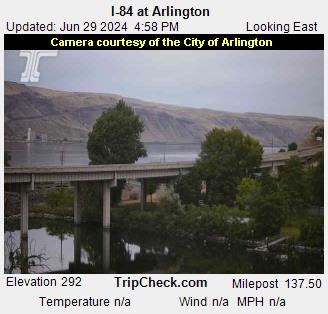 I-84 at Arlington
Updated: Jun 29 2024 4:58 PM Looking East
Camera courtesy of the City of Arlington
Elevation 292 TripCheck.com Milepost 137.50
Temperature n/a Wind n/a MPH n/a